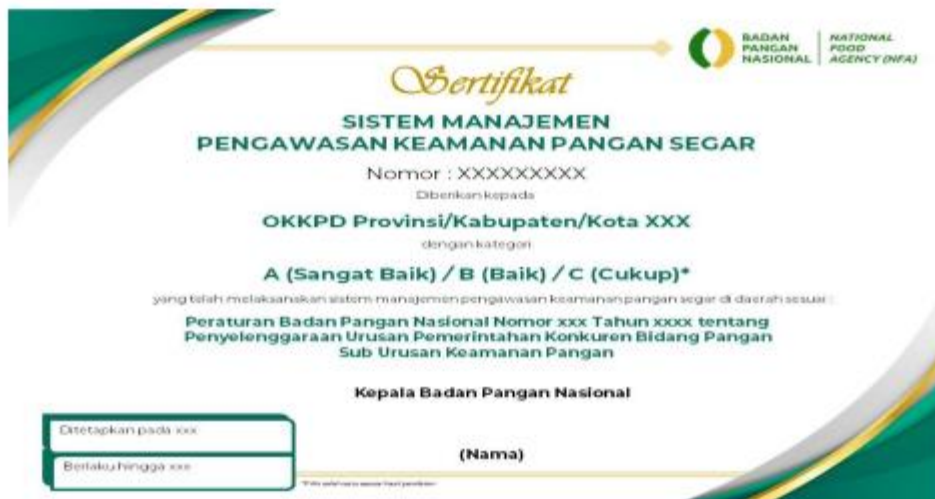 BADAN
PANGAN
NASIONAL
NATIONAL
FOOD
AGENCY (NFA)
Sertifikat
SISTEM MANAJEMEN
PENGAWASAN KEAMANAN PANGAN SEGAR
Nomor : XXXXXXXXX
Diberikan kepada
OKKPD Provinsi/Kabupaten/Kota XXX
dengan kategori
A (Sangat Baik) / B (Baik) / C (Cukup)*
yang telah melaksanakan sistem manajemen pengawasan keamanan pangan segar di daerah sesuai :
Peraturan Badan Pangan Nasional Nomor xxx Tahun xxxx tentang
Penyelenggaraan Urusan Pemerintahan Konkuren Bidang Pangan
Sub Urusan Keamanan Pangan
Kepala Badan Pangan Nasional
Ditetapkan pada xxx
Berlaku hingga xxx
(Nama)